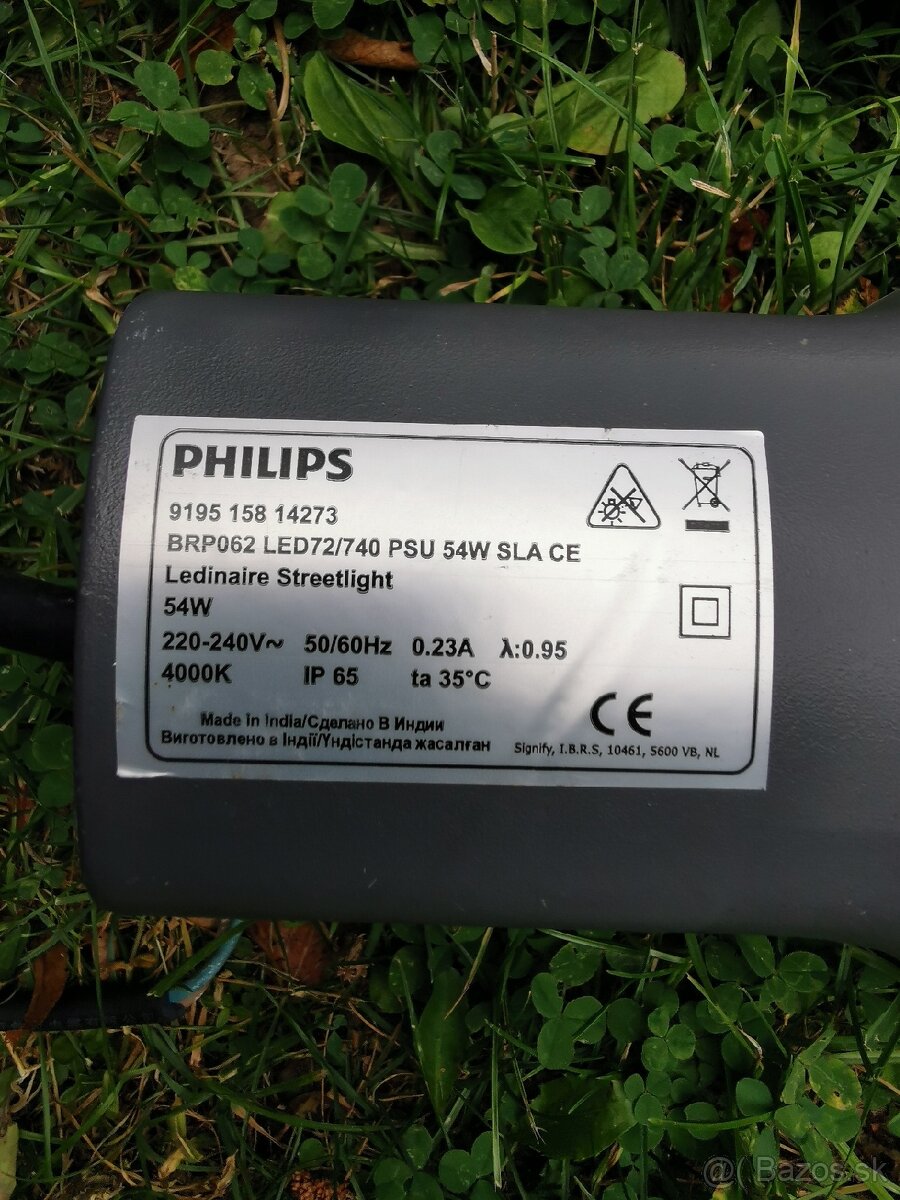 PHILIPS
9195 158 14273
BRP062 LED72/740 PSU 54W SLA CE
Ledinaire Streetlight
54W
220-240V~ 50/60Hz 0.23A λ:0.95
4000K IP 65 ta 35°C
CE
Made in India/Сделано В Индии
Виготовлено в Індії/Үндістанда жасалған
Signify, I.B.R.S, 10461, 5600 VB, NL
@( Bazos.sk